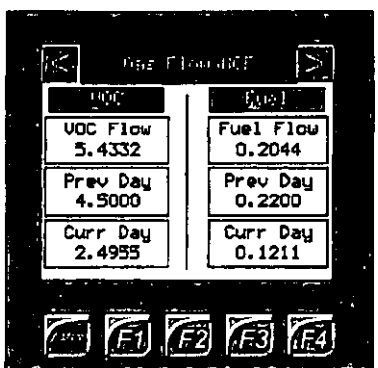 Gas Flow MCF
VOC
Fuel
VOC Flow
5.4332
Fuel Flow
0.2044
Prev Day
4.5000
Prev Day
0.2200
Curr Day
2.4955
Curr Day
0.1211
F1
F2
F3
F4